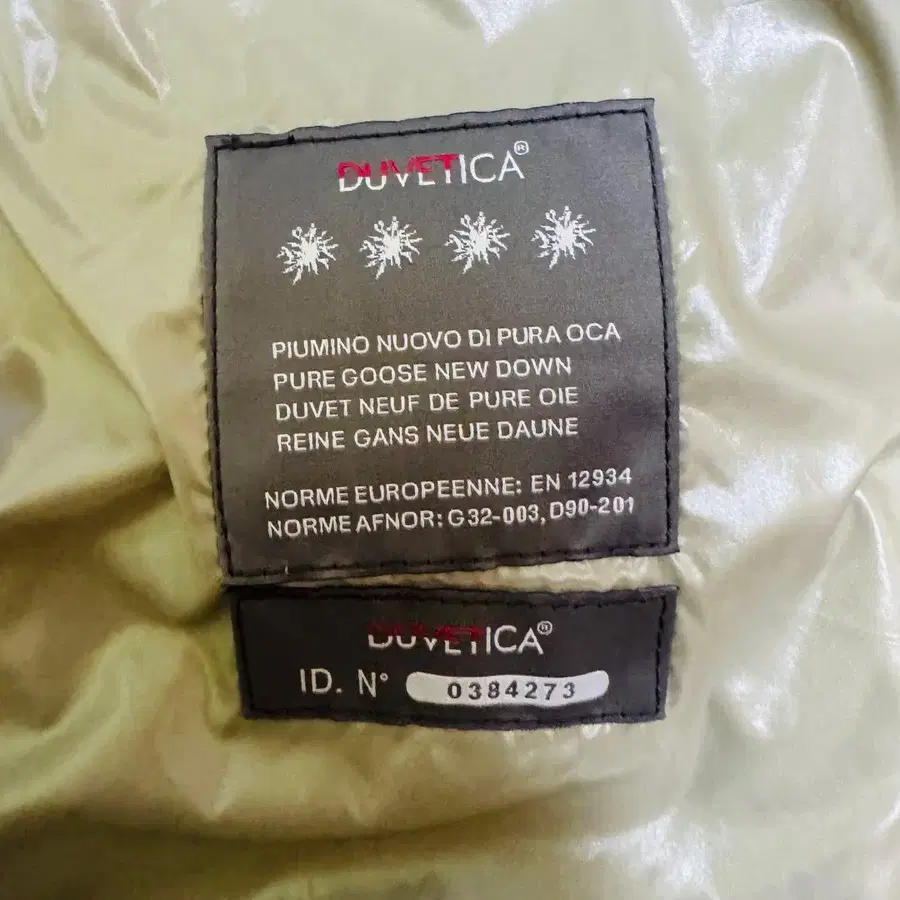 DUVETICA®
PIUMINO NUOVO DI PURA OCA
PURE GOOSE NEW DOWN
DUVET NEUF DE PURE OIE
REINE GANS NEUE DAUNE
NORME EUROPEENNE: EN 12934
NORME AFNOR: G32-003, D90-201
DUVETICA®
ID. N° 0384273